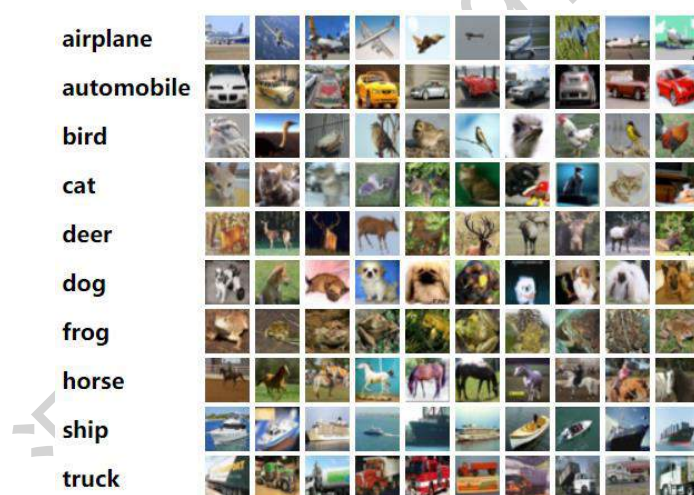 airplane
automobile
bird
cat
deer
dog
frog
horse
ship
truck